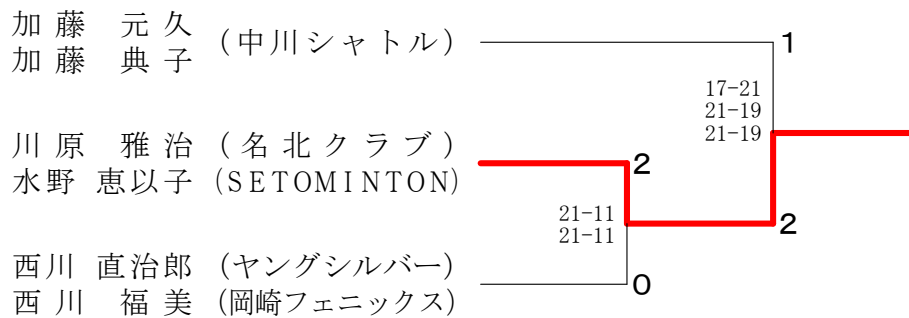 加藤 元久 (中川シャトル)
加藤 典子
1
17-21
21-19
21-19
川原 雅治 (名北クラブ)
水野 恵以子 (SETOMINTON)
2
21-11
21-11
2
西川 直治郎 (ヤングシルバー)
西川 福美 (岡崎フェニックス)
0